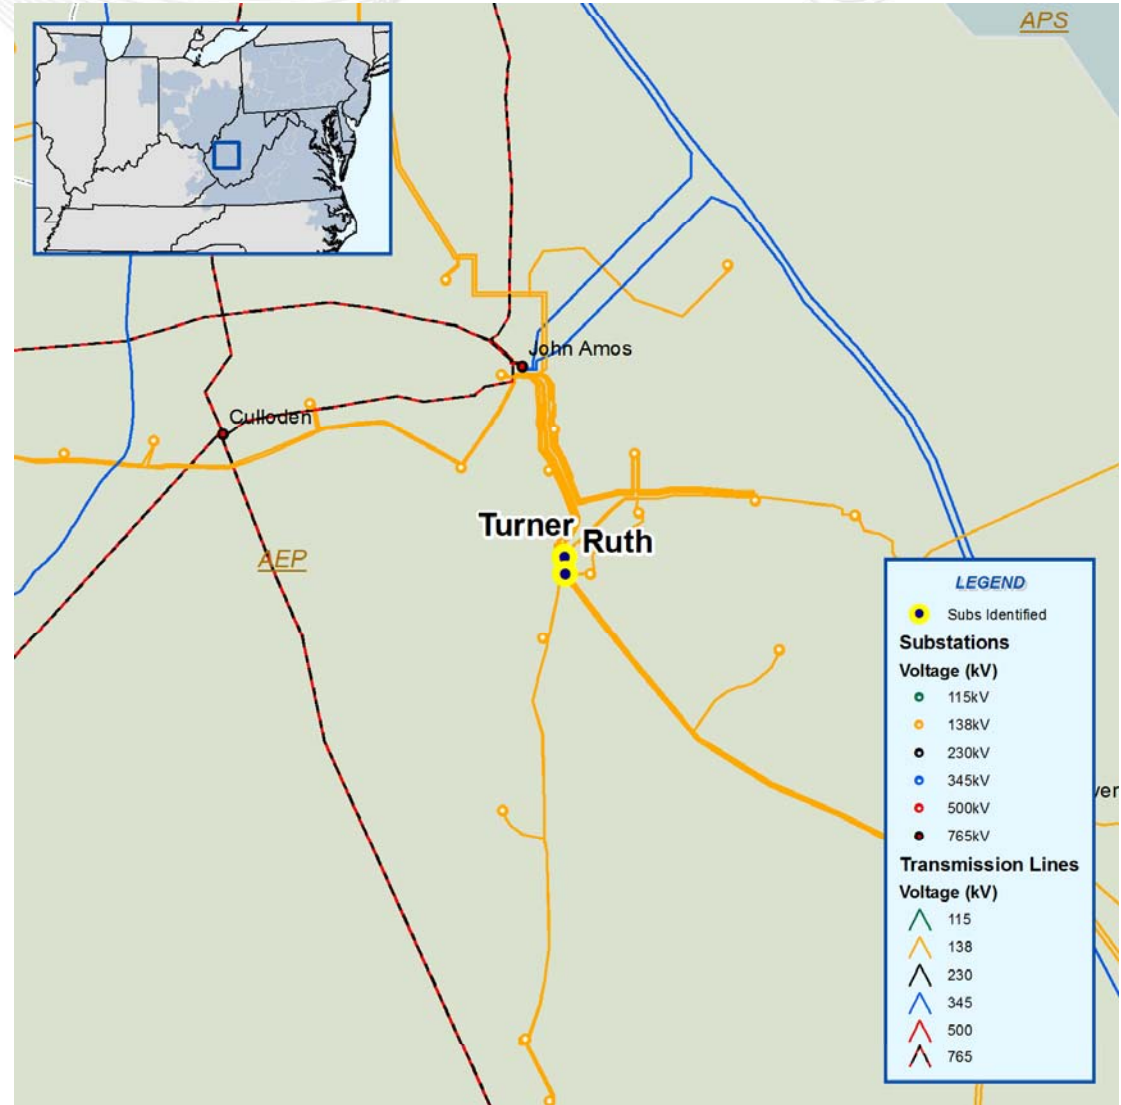 APS
John Amos
Culloden
Turner
Ruth
AEP
LEGEND
Subs Identified
Substations
Voltage (kV)
115kV
138kV
230kV
345kV
500kV
765kV
Transmission Lines
Voltage (kV)
115
138
230
345
500
765